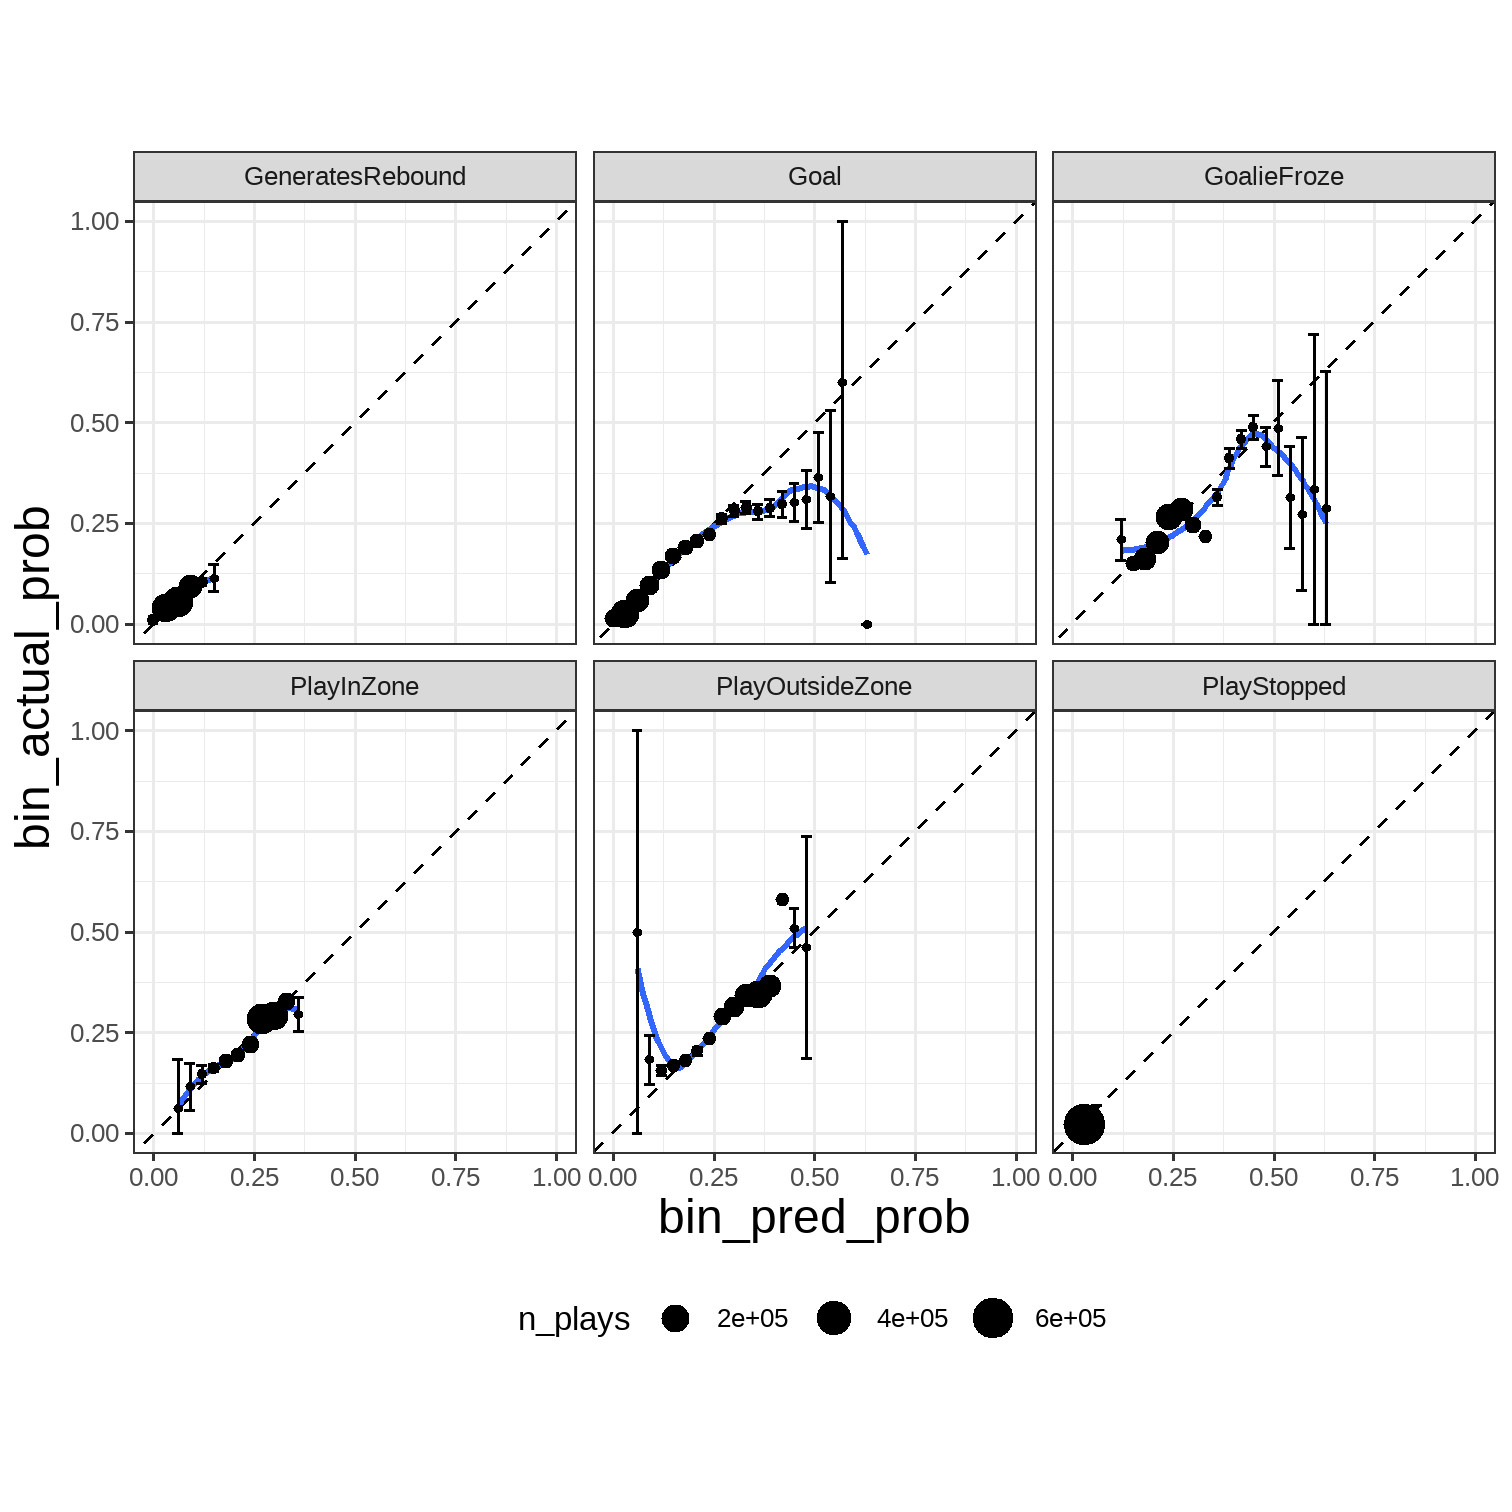 GeneratesRebound Goal GoalieFroze
1.00
0.75
0.50
0.25
0.00
PlayInZone PlayOutsideZone PlayStopped
1.00
0.75
0.50
0.25
0.00
bin_actual_prob
0.00 0.25 0.50 0.75 1.00 0.00 0.25 0.50 0.75 1.00 0.00 0.25 0.50 0.75 1.00
bin_pred_prob
n_plays 2e+05 4e+05 6e+05